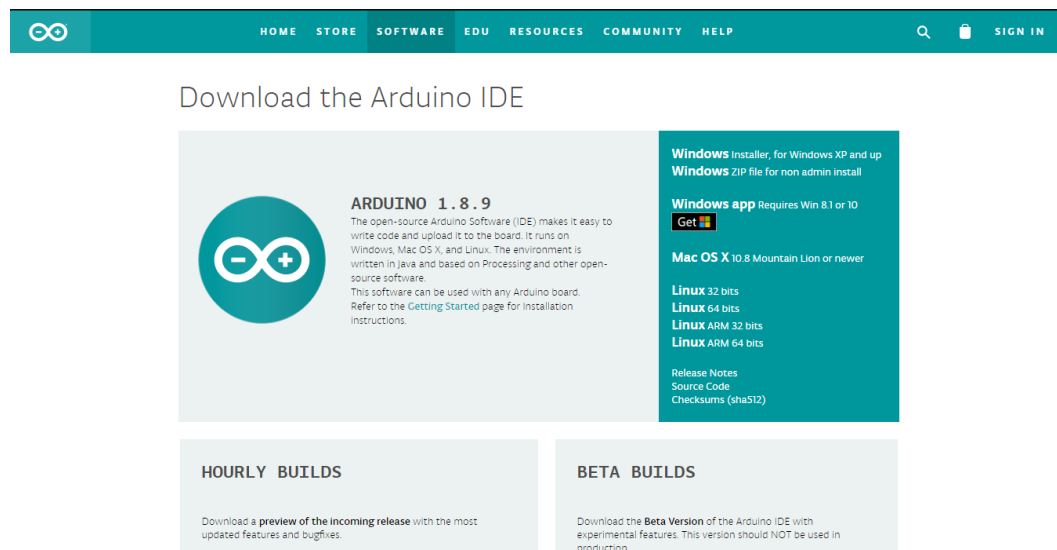 HOME STORE SOFTWARE EDU RESOURCES COMMUNITY HELP SIGN IN
Download the Arduino IDE
ARDUINO 1.8.9
The open-source Arduino Software (IDE) makes it easy to
write code and upload it to the board. It runs on
Windows, Mac OS X, and Linux. The environment is
written in Java and based on Processing and other open-
source software.
This software can be used with any Arduino board.
Refer to the Getting Started page for Installation
instructions.
Windows Installer, for Windows XP and up
Windows ZIP file for non admin install
Windows app Requires Win 8.1 or 10
Get
Mac OS X 10.8 Mountain Lion or newer
Linux 32 bits
Linux 64 bits
Linux ARM 32 bits
Linux ARM 64 bits
Release Notes
Source Code
Checksums (sha512)
HOURLY BUILDS
Download a preview of the incoming release with the most
updated features and bugfixes.
BETA BUILDS
Download the Beta Version of the Arduino IDE with
experimental features. This version should NOT be used in
production